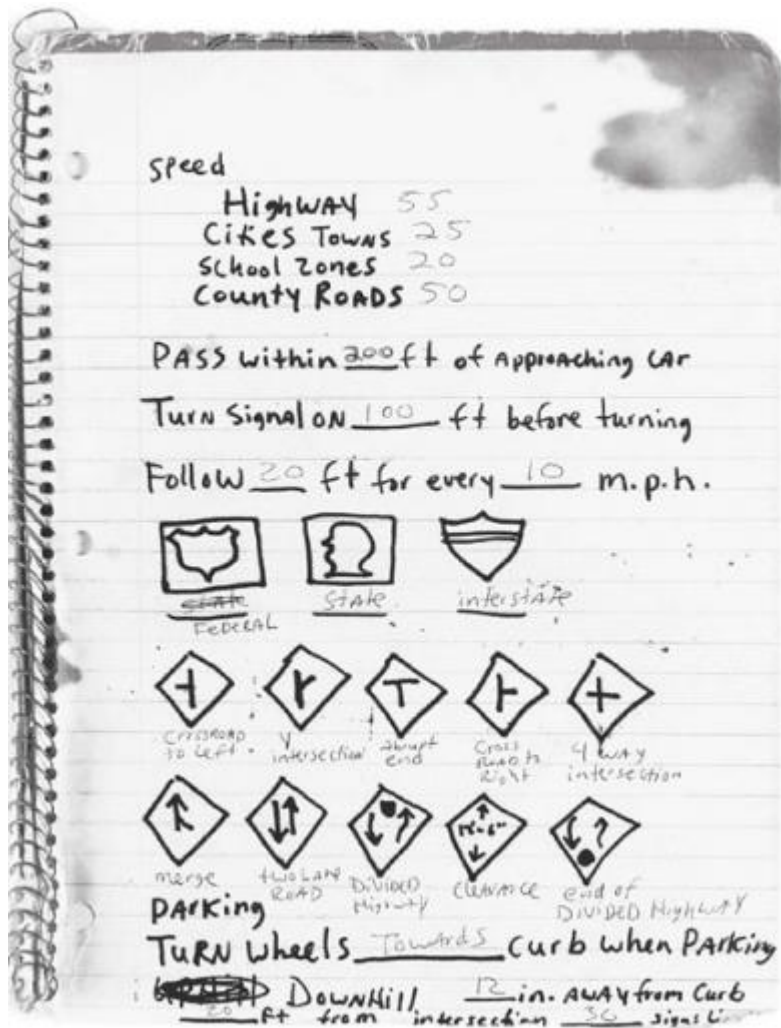 speed
Highway 55
Cities Towns 25
School Zones 20
County Roads 50
Pass within 200 ft of Approaching car
Turn Signal on 100 ft before turning
Follow 20 ft for every 10 m.p.h.
State State interstate
Federal
crossroad to left Y intersection abrupt end Cross Road to Right 4 way intersection
merge two lane Road Divided Highway Clearance end of Divided Highway
Parking
Turn wheels Towards curb when Parking
Downhill 12 in. away from Curb
20 ft from intersection